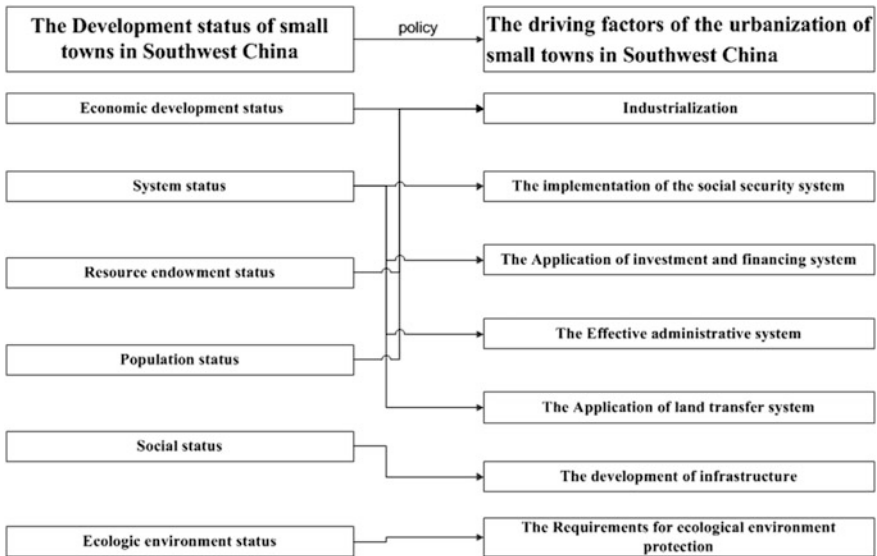 The Development status of small
towns in Southwest China
policy
The driving factors of the urbanization of
small towns in Southwest China
Economic development status
Industrialization
System status
The implementation of the social security system
Resource endowment status
The Application of investment and financing system
Population status
The Effective administrative system
The Application of land transfer system
Social status
The development of infrastructure
Ecologic environment status
The Requirements for ecological environment
protection